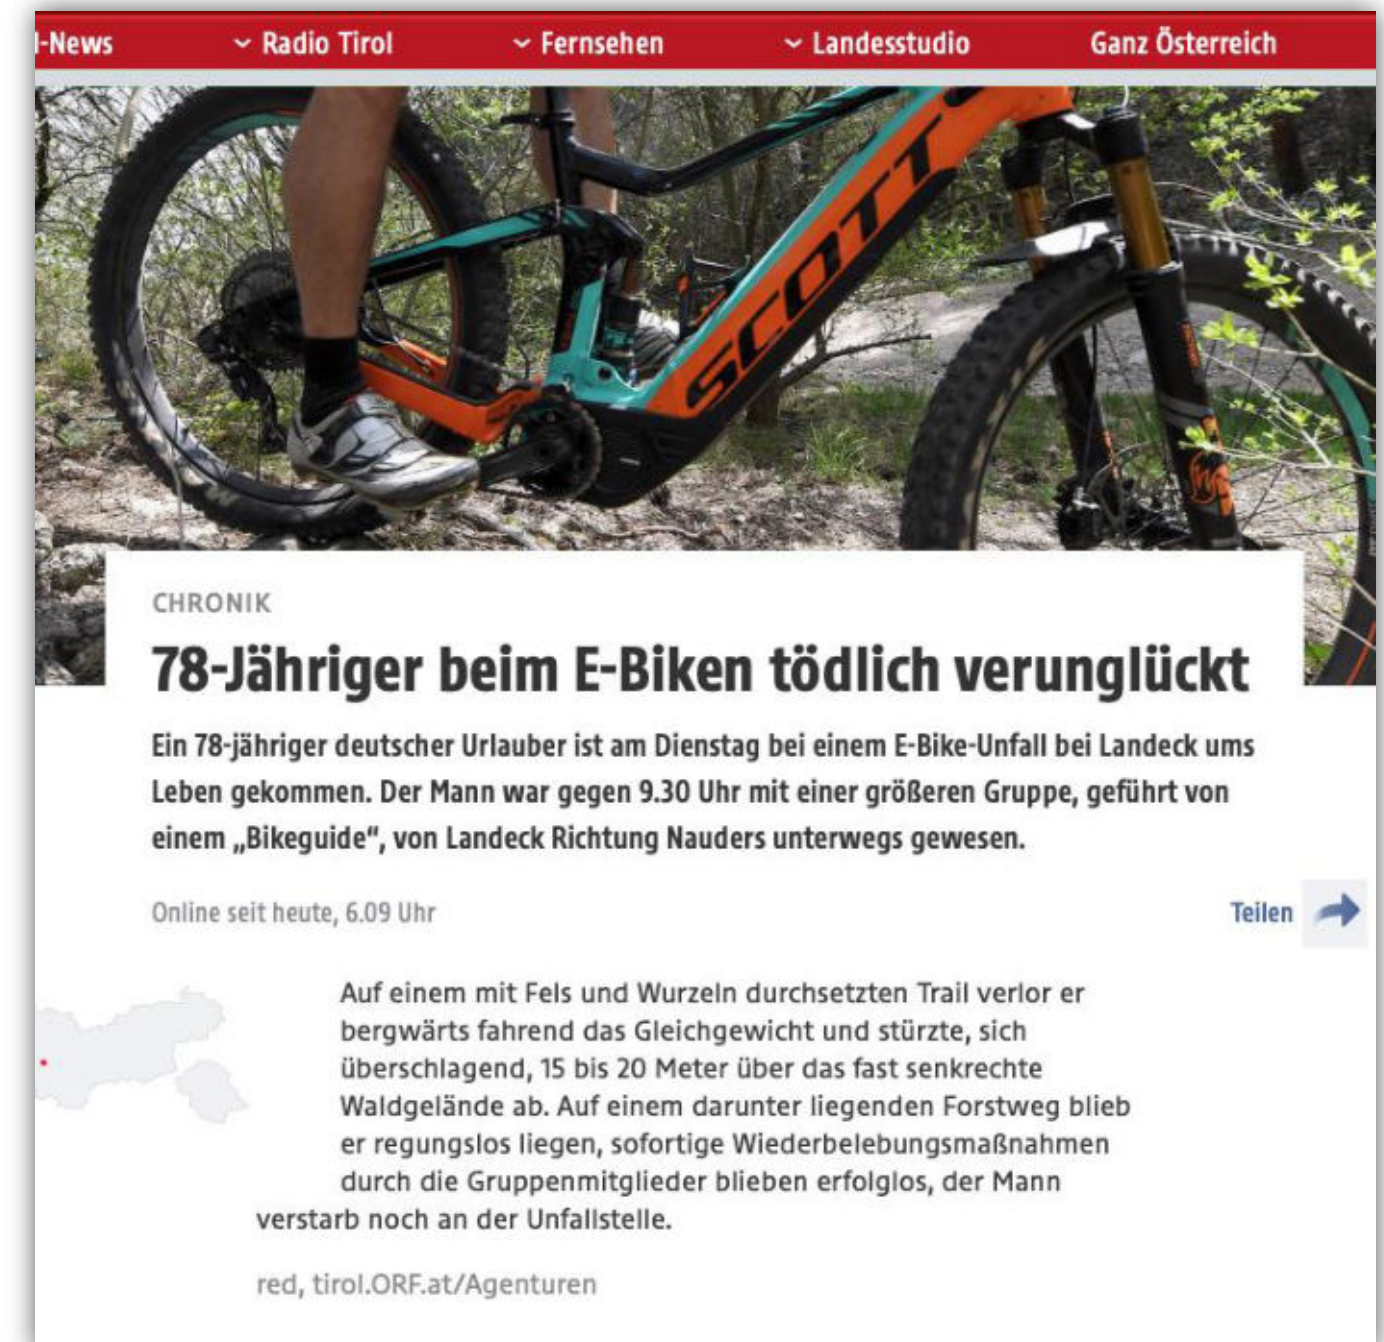 -News
Radio Tirol
Fernsehen
Landesstudio
Ganz Österreich
SCOTT
CHRONIK
78-Jähriger beim E-Biken tödlich verunglückt
Ein 78-jähriger deutscher Urlauber ist am Dienstag bei einem E-Bike-Unfall bei Landeck ums
Leben gekommen. Der Mann war gegen 9.30 Uhr mit einer größeren Gruppe, geführt von
einem „Bikeguide“, von Landeck Richtung Nauders unterwegs gewesen.
Online seit heute, 6.09 Uhr
Teilen
Auf einem mit Fels und Wurzeln durchsetzten Trail verlor er
bergwärts fahrend das Gleichgewicht und stürzte, sich
überschlagend, 15 bis 20 Meter über das fast senkrechte
Waldgelände ab. Auf einem darunter liegenden Forstweg blieb
er regungslos liegen, sofortige Wiederbelebungsmaßnahmen
durch die Gruppenmitglieder blieben erfolglos, der Mann
verstarb noch an der Unfallstelle.
red, tirol.ORF.at/Agenturen